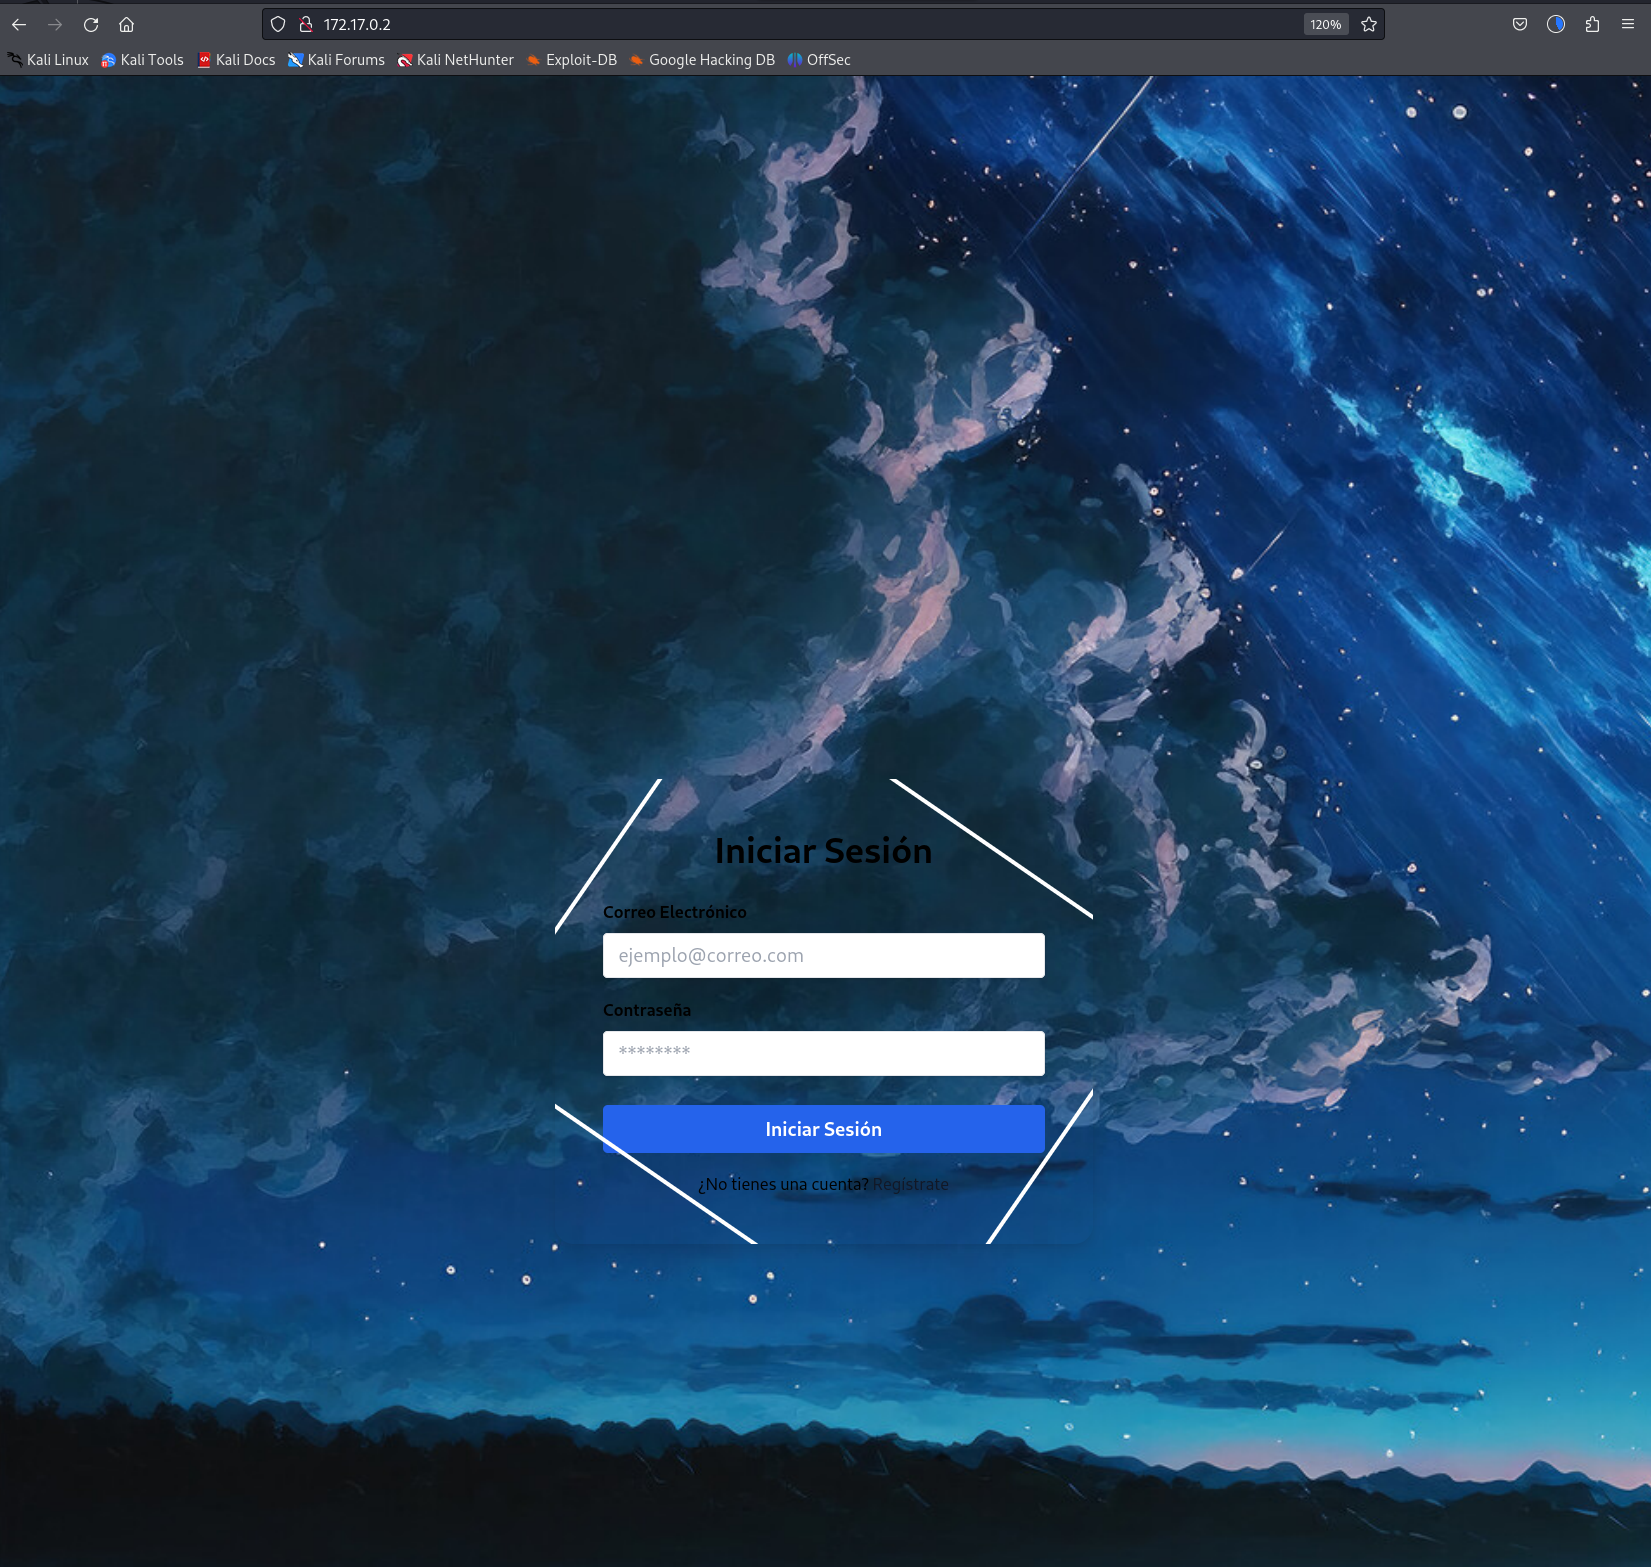 172.17.0.2
120%
Kali Linux
Kali Tools
Kali Docs
Kali Forums
Kali NetHunter
Exploit-DB
Google Hacking DB
OffSec
Iniciar Sesión
Correo Electrónico
ejemplo@correo.com
Contraseña
********
Iniciar Sesión
¿No tienes una cuenta? Regístrate